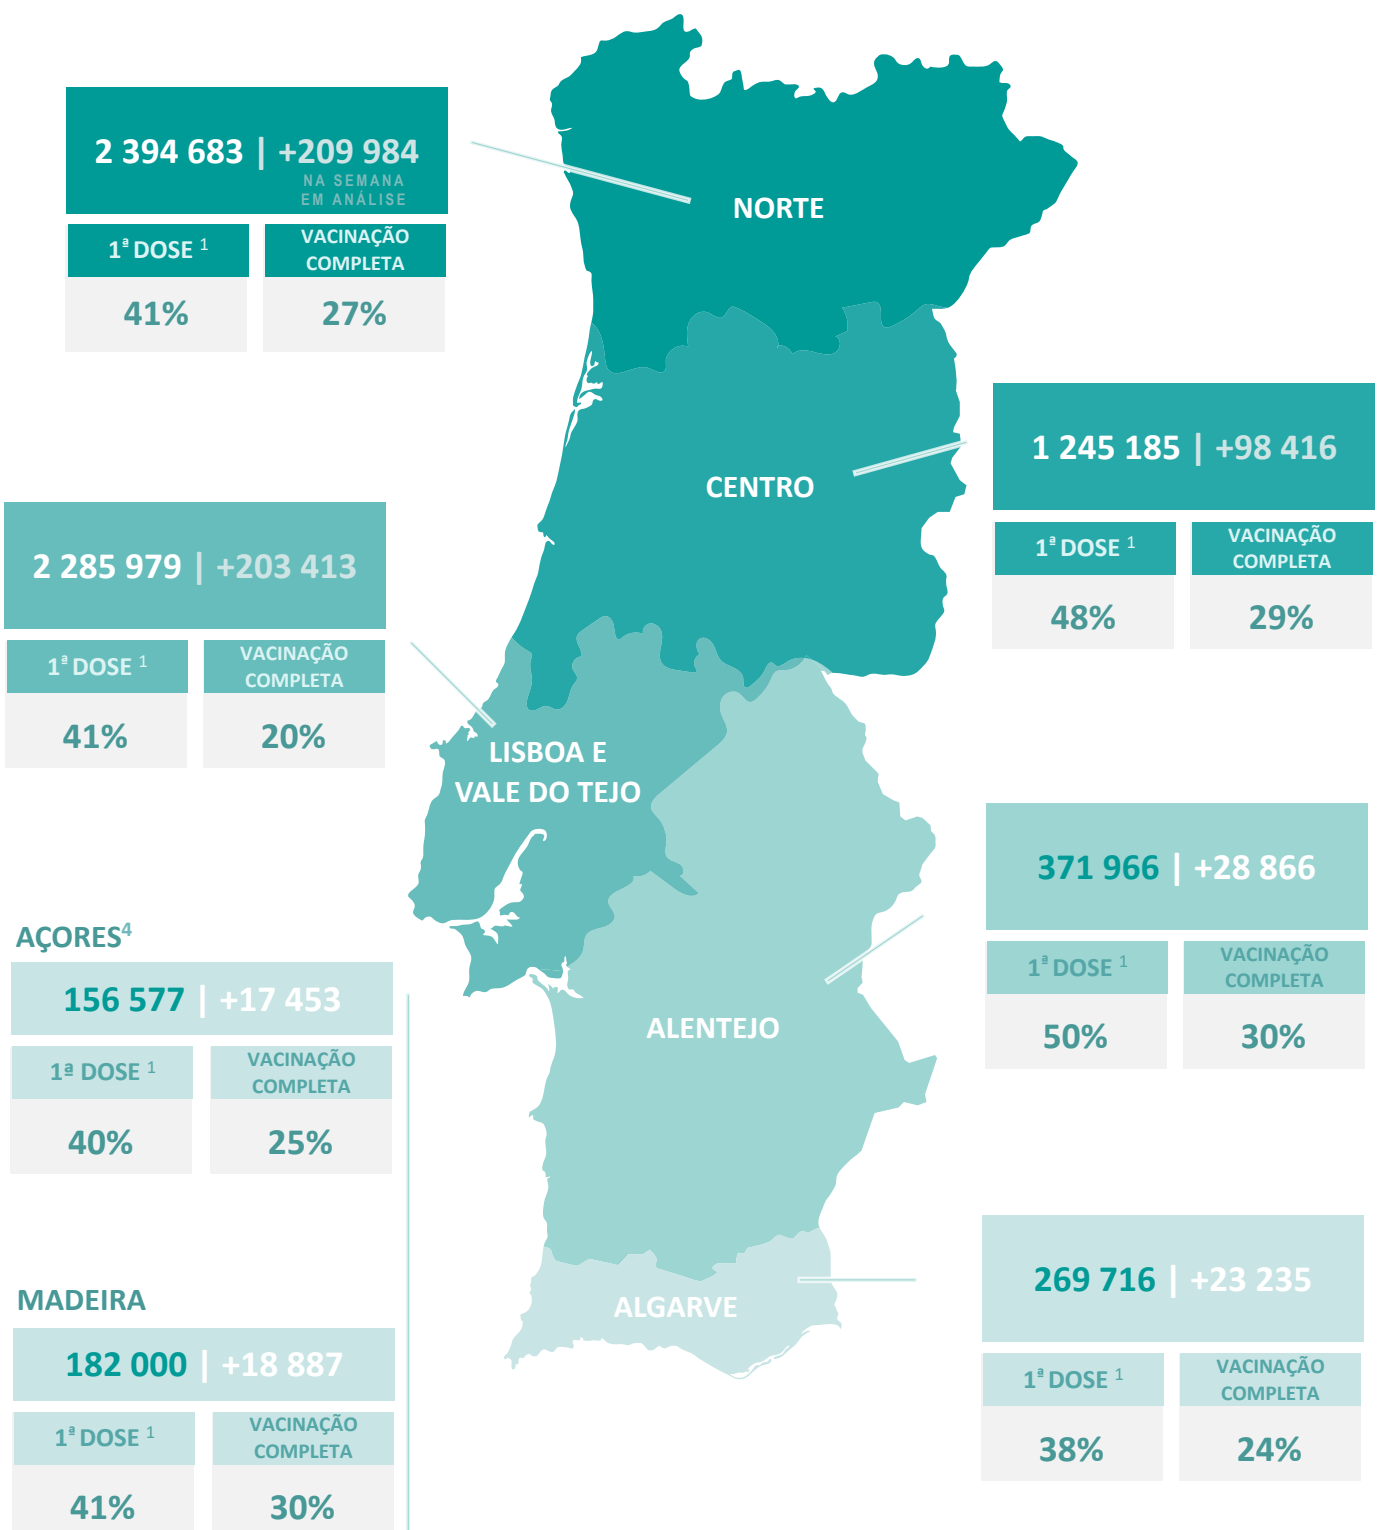 2 394 683 | +209 984
NA SEMANA
EM ANÁLISE
1ª DOSE ¹
VACINAÇÃO
COMPLETA
41%
27%
NORTE
1 245 185 | +98 416
1ª DOSE ¹
VACINAÇÃO
COMPLETA
48%
29%
CENTRO
2 285 979 | +203 413
1ª DOSE ¹
VACINAÇÃO
COMPLETA
41%
20%
LISBOA E
VALE DO TEJO
371 966 | +28 866
1ª DOSE ¹
VACINAÇÃO
COMPLETA
50%
30%
ALENTEJO
AÇORES⁴
156 577 | +17 453
1ª DOSE ¹
VACINAÇÃO
COMPLETA
40%
25%
269 716 | +23 235
1ª DOSE ¹
VACINAÇÃO
COMPLETA
38%
24%
ALGARVE
MADEIRA
182 000 | +18 887
1ª DOSE ¹
VACINAÇÃO
COMPLETA
41%
30%